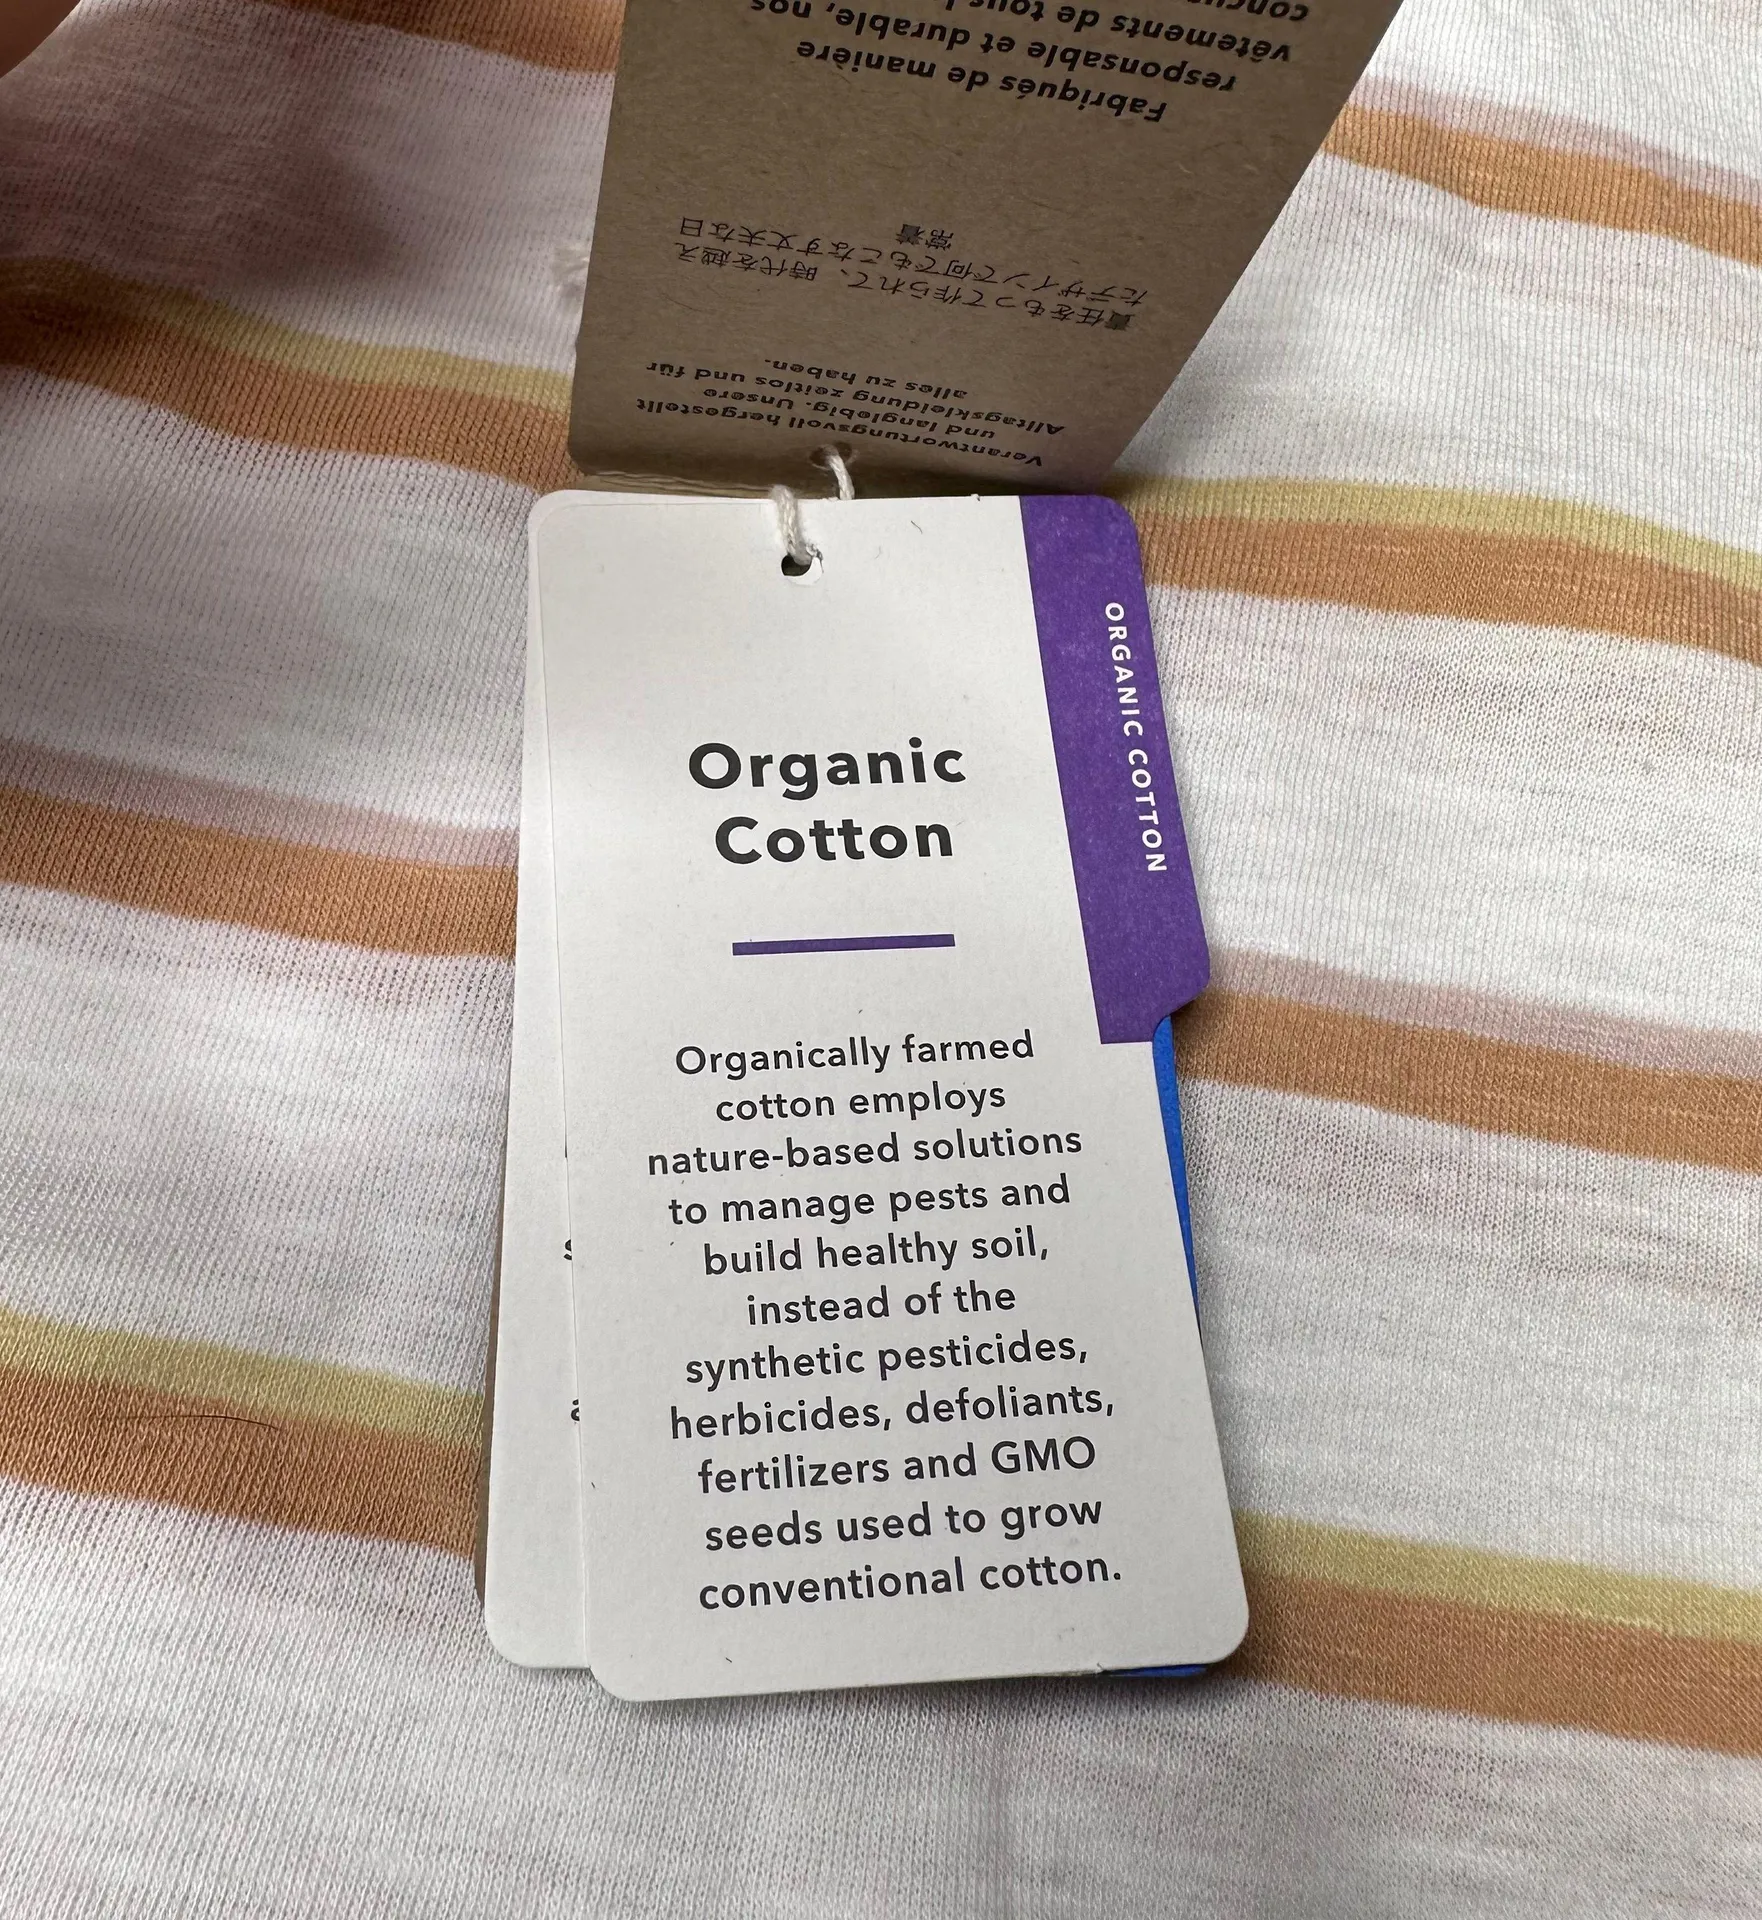 Organic
Cotton
Organically farmed
cotton employs
nature-based solutions
to manage pests and
build healthy soil,
instead of the
synthetic pesticides,
herbicides, defoliants,
fertilizers and GMO
seeds used to grow
conventional cotton.
ORGANIC COTTON
Verantwortungsvoll hergestellt
und langlebig. Unsere
Alltagskleidung zeitlos und für
alles zu haben.
責任をもって作られて、時代を越え
たデザインで何でもこなす丈夫な日
常着
Fabriqués de manière
responsable et durable, nos
vêtements de tous